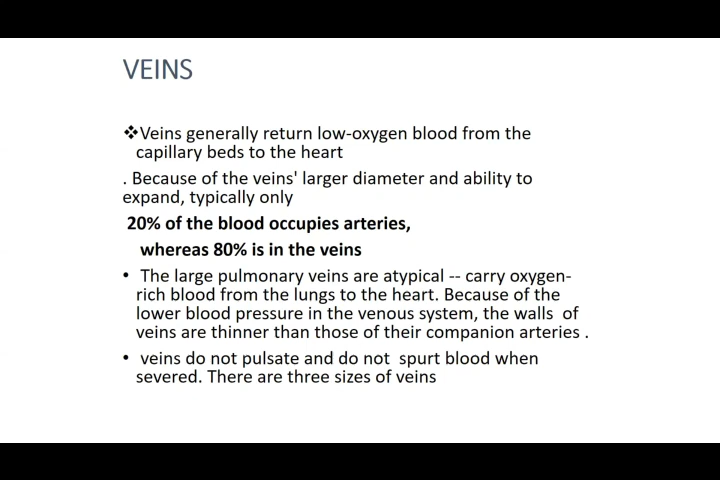 VEINS
❖Veins generally return low-oxygen blood from the
capillary beds to the heart
. Because of the veins' larger diameter and ability to
expand, typically only
20% of the blood occupies arteries,
whereas 80% is in the veins
• The large pulmonary veins are atypical -- carry oxygen-
rich blood from the lungs to the heart. Because of the
lower blood pressure in the venous system, the walls of
veins are thinner than those of their companion arteries .
• veins do not pulsate and do not spurt blood when
severed. There are three sizes of veins